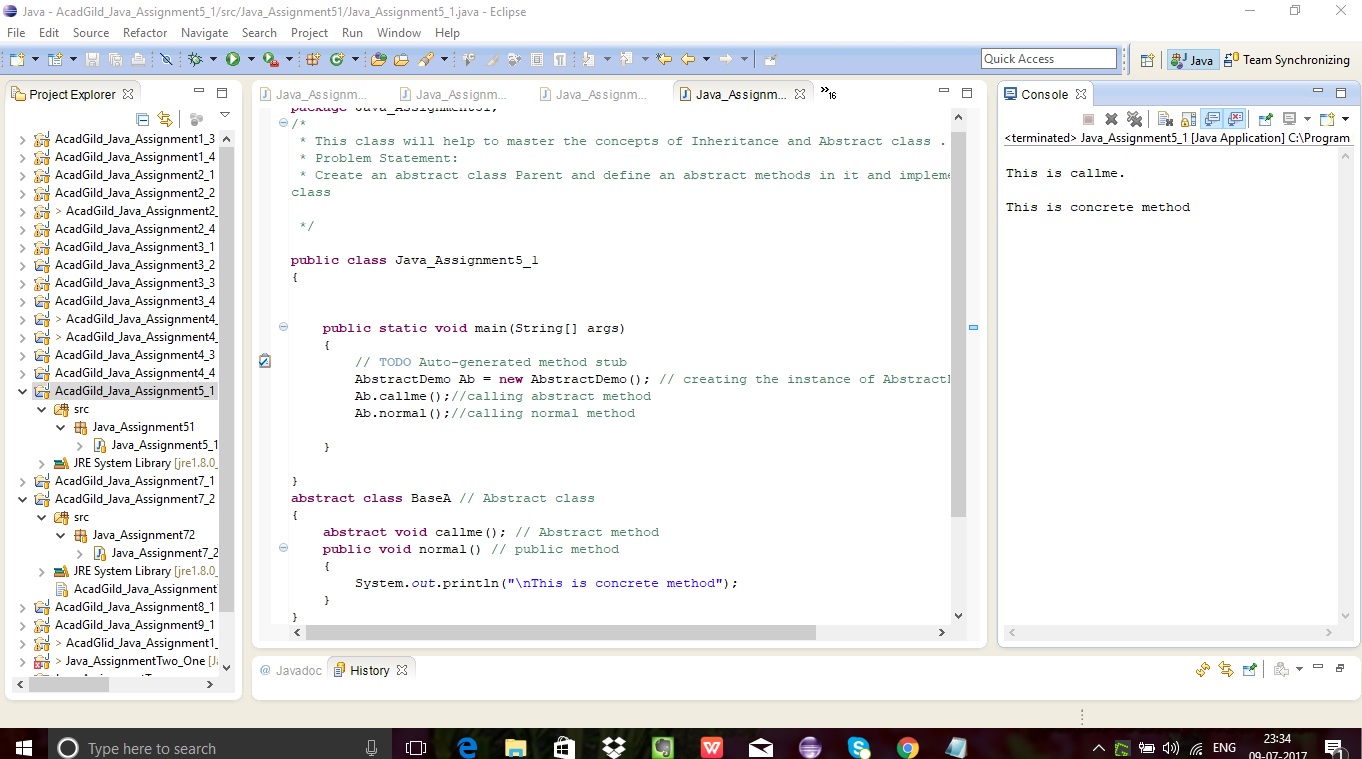 Java - AcadGild_Java_Assignment5_1/src/Java_Assignment51/Java_Assignment5_1.java - Eclipse
File Edit Source Refactor Navigate Search Project Run Window Help
Quick Access
Java
Team Synchronizing
Project Explorer
AcadGild_Java_Assignment1_3
AcadGild_Java_Assignment1_4
AcadGild_Java_Assignment2_1
AcadGild_Java_Assignment2_2
> AcadGild_Java_Assignment2_
AcadGild_Java_Assignment2_4
AcadGild_Java_Assignment3_1
AcadGild_Java_Assignment3_2
AcadGild_Java_Assignment3_3
AcadGild_Java_Assignment3_4
> AcadGild_Java_Assignment4_
> AcadGild_Java_Assignment4_
AcadGild_Java_Assignment4_3
AcadGild_Java_Assignment4_4
AcadGild_Java_Assignment5_1
src
Java_Assignment51
Java_Assignment5_1
JRE System Library [jre1.8.0_
AcadGild_Java_Assignment7_1
AcadGild_Java_Assignment7_2
src
Java_Assignment72
Java_Assignment7_2
JRE System Library [jre1.8.0_
AcadGild_Java_Assignment
AcadGild_Java_Assignment8_1
AcadGild_Java_Assignment9_1
> AcadGild_Java_Assignment1_
> Java_AssignmentTwo_One [J
Java_Assignm...
Java_Assignm...
Java_Assignm...
Java_Assignm...
»16
package Java_Assignment51;
/*
* This class will help to master the concepts of Inheritance and Abstract class .
* Problem Statement:
* Create an abstract class Parent and define an abstract methods in it and impleme
class
*/
public class Java_Assignment5_1
{
public static void main(String[] args)
{
// TODO Auto-generated method stub
AbstractDemo Ab = new AbstractDemo(); // creating the instance of Abstract
Ab.callme();//calling abstract method
Ab.normal();//calling normal method
}
}
abstract class BaseA // Abstract class
{
abstract void callme(); // Abstract method
public void normal() // public method
{
System.out.println("\nThis is concrete method");
}
}
Console
<terminated> Java_Assignment5_1 [Java Application] C:\Program
This is callme.
This is concrete method
@ Javadoc
History
Type here to search
ENG
23:34
09-07-2017